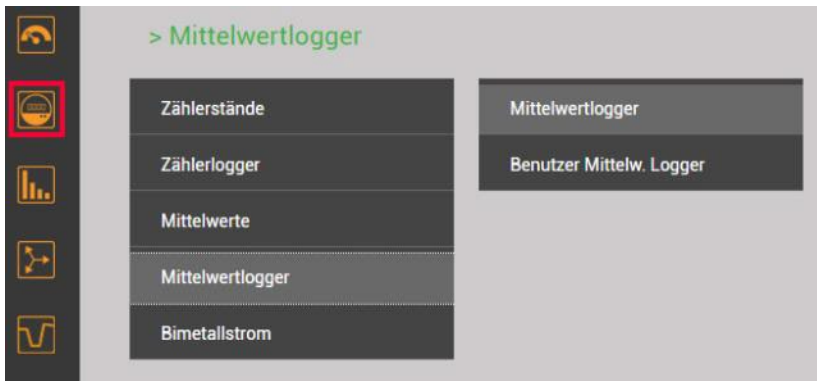 > Mittelwertlogger
Zählerstände
Zählerlogger
Mittelwerte
Mittelwertlogger
Bimetallstrom
Mittelwertlogger
Benutzer Mittelw. Logger